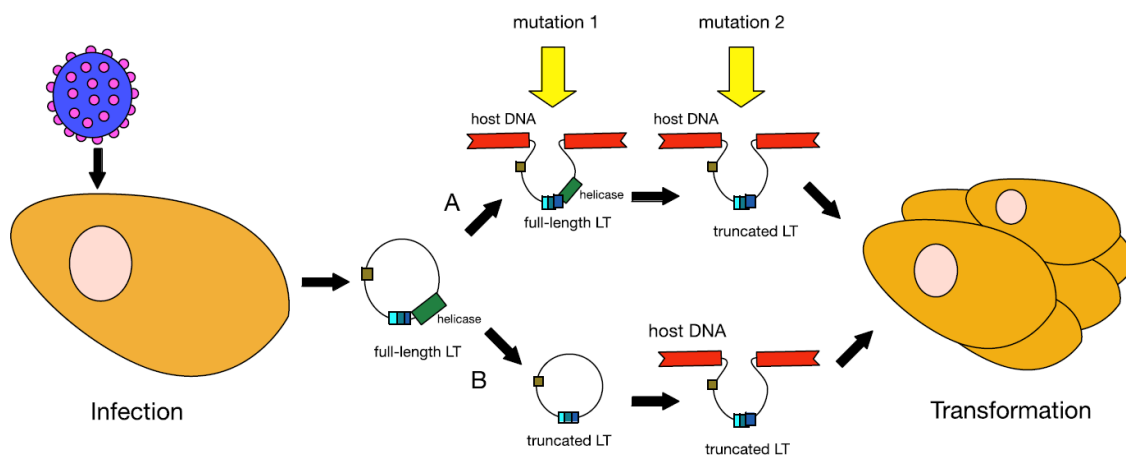 mutation 1
mutation 2
host DNA
host DNA
helicase
A
full-length LT
truncated LT
helicase
full-length LT
host DNA
B
Infection
truncated LT
truncated LT
Transformation